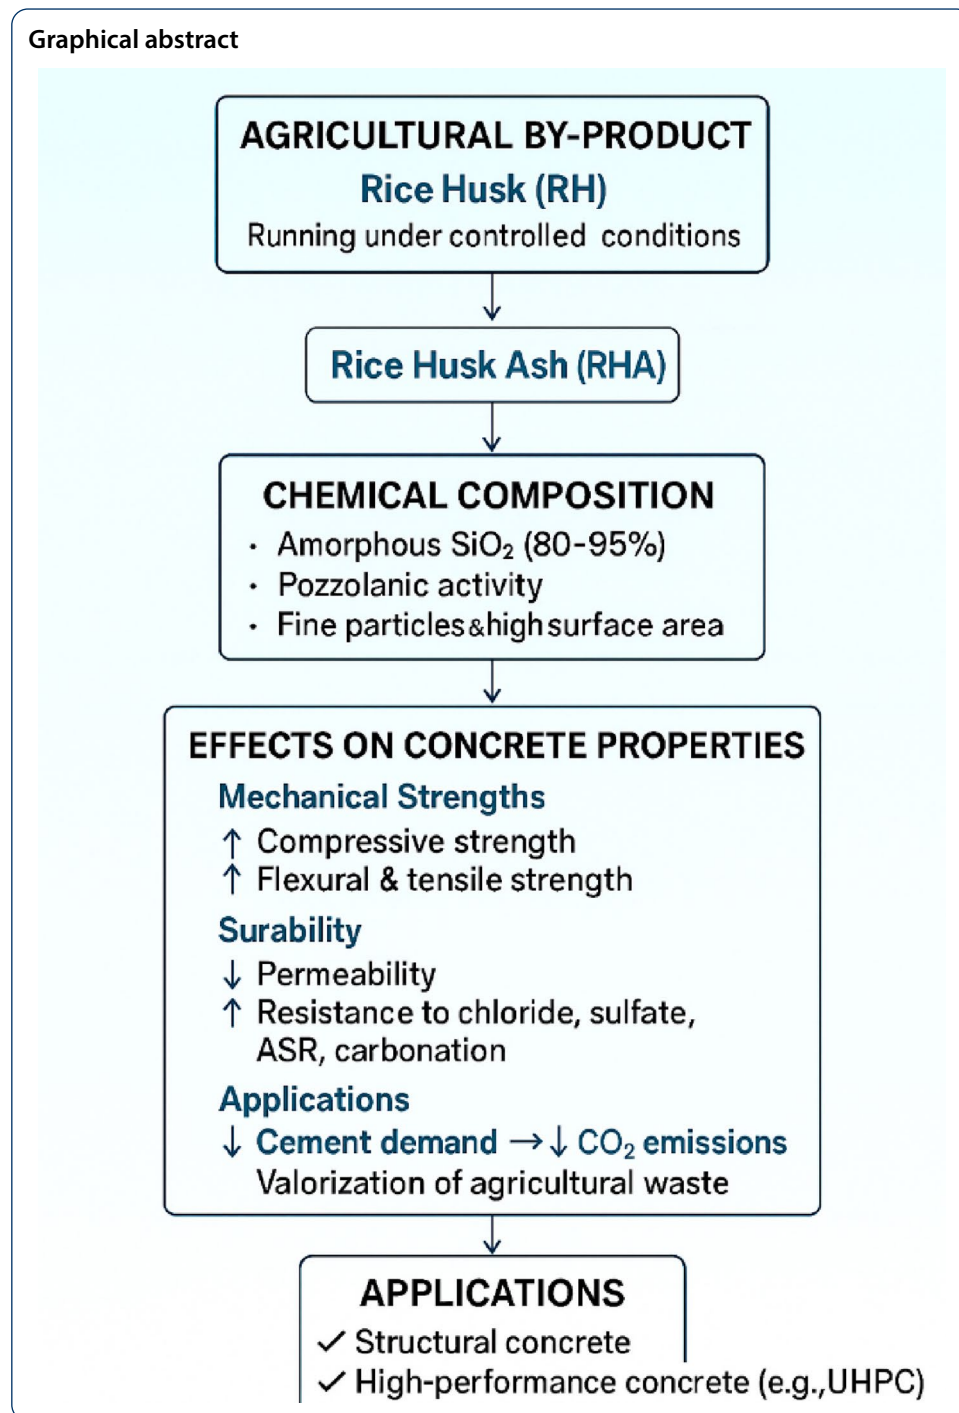 Graphical abstract
AGRICULTURAL BY-PRODUCT
Rice Husk (RH)
Running under controlled conditions
Rice Husk Ash (RHA)
CHEMICAL COMPOSITION
· Amorphous SiO₂ (80-95%)
· Pozzolanic activity
· Fine particles & high surface area
EFFECTS ON CONCRETE PROPERTIES
Mechanical Strengths
↑ Compressive strength
↑ Flexural & tensile strength
Surability
↓ Permeability
↑ Resistance to chloride, sulfate,
ASR, carbonation
Applications
↓ Cement demand → ↓ CO₂ emissions
Valorization of agricultural waste
APPLICATIONS
✓ Structural concrete
✓ High-performance concrete (e.g., UHPC)